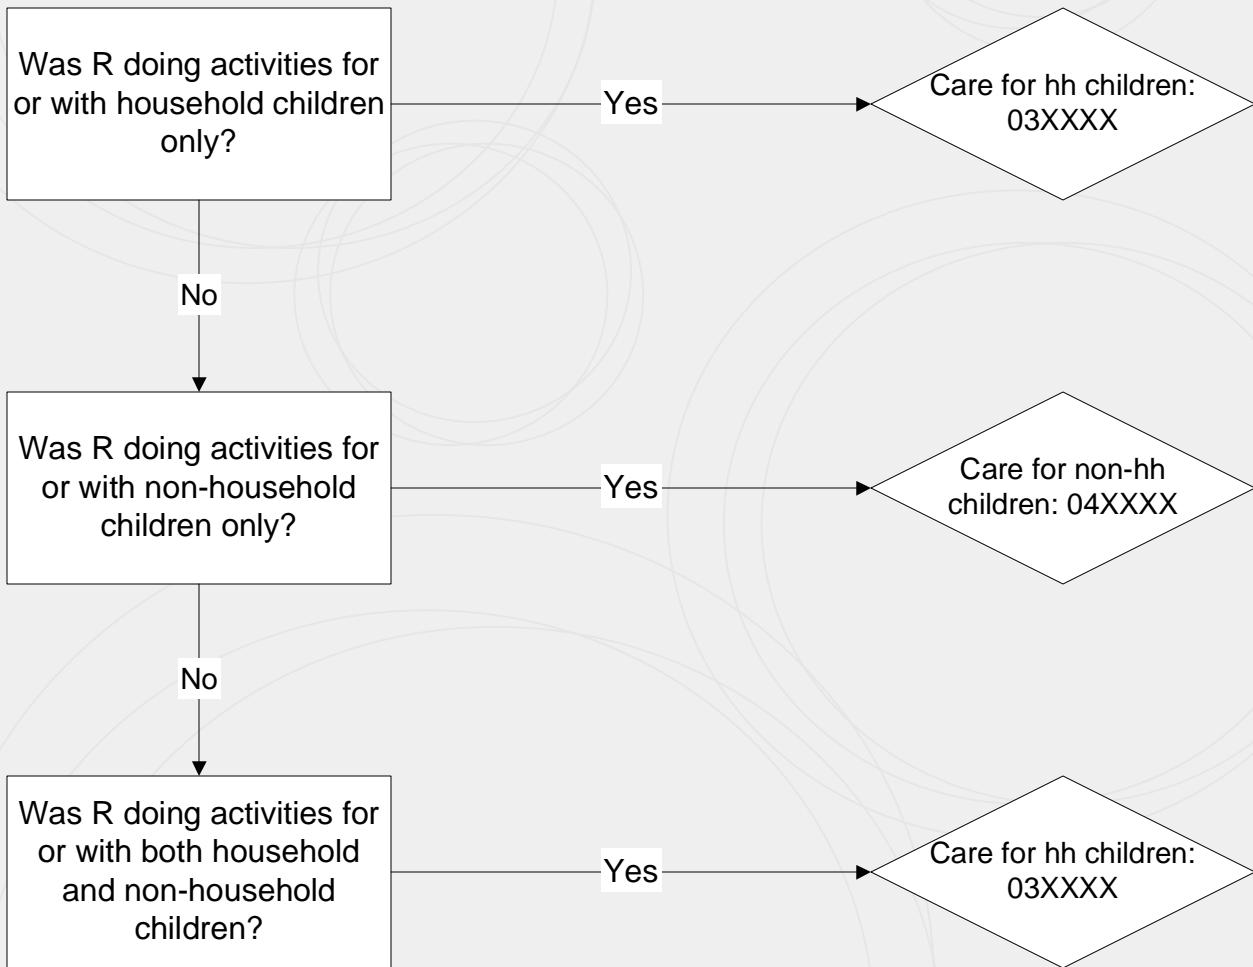 Was R doing activities for
or with household children
only?
Yes
Care for hh children:
03XXXX
No
Was R doing activities for
or with non-household
children only?
Yes
Care for non-hh
children: 04XXXX
No
Was R doing activities for
or with both household
and non-household
children?
Yes
Care for hh children:
03XXXX